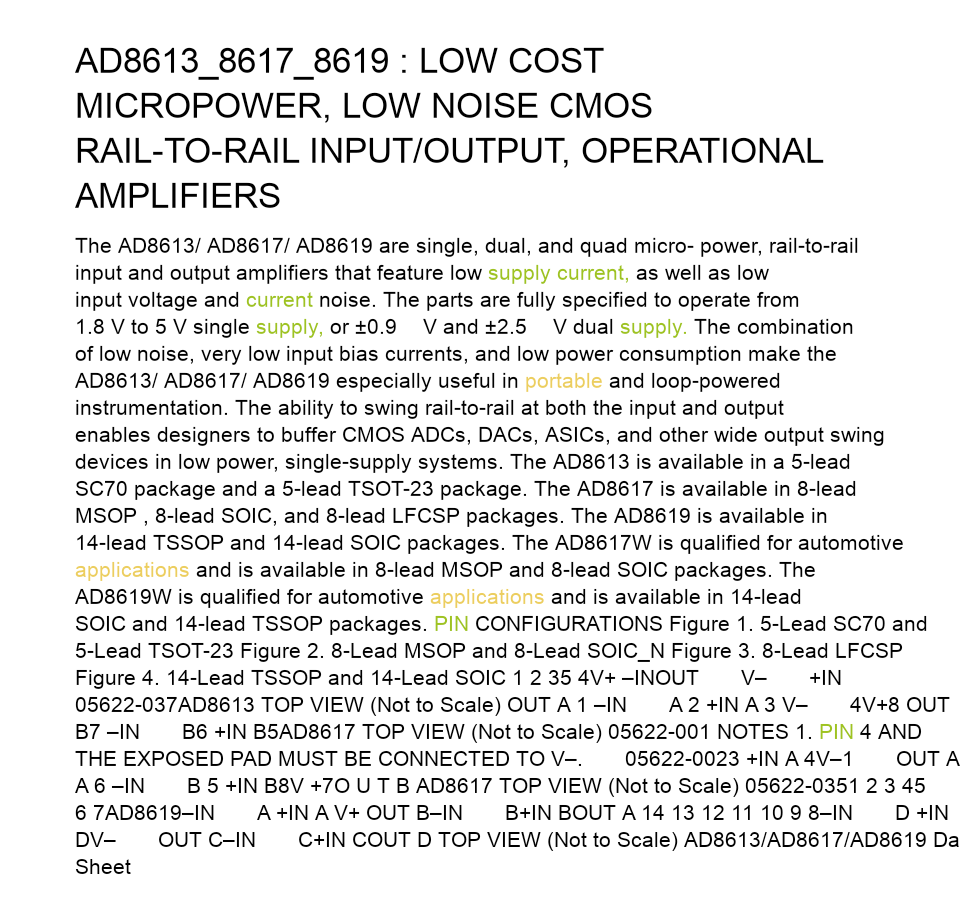 AD8613_8617_8619 : LOW COST
MICROPOWER, LOW NOISE CMOS
RAIL-TO-RAIL INPUT/OUTPUT, OPERATIONAL
AMPLIFIERS
The AD8613/ AD8617/ AD8619 are single, dual, and quad micro- power, rail-to-rail
input and output amplifiers that feature low supply current, as well as low
input voltage and current noise. The parts are fully specified to operate from
1.8 V to 5 V single supply, or ±0.9 V and ±2.5 V dual supply. The combination
of low noise, very low input bias currents, and low power consumption make the
AD8613/ AD8617/ AD8619 especially useful in portable and loop-powered
instrumentation. The ability to swing rail-to-rail at both the input and output
enables designers to buffer CMOS ADCs, DACs, ASICs, and other wide output swing
devices in low power, single-supply systems. The AD8613 is available in a 5-lead
SC70 package and a 5-lead TSOT-23 package. The AD8617 is available in 8-lead
MSOP , 8-lead SOIC, and 8-lead LFCSP packages. The AD8619 is available in
14-lead TSSOP and 14-lead SOIC packages. The AD8617W is qualified for automotive
applications and is available in 8-lead MSOP and 8-lead SOIC packages. The
AD8619W is qualified for automotive applications and is available in 14-lead
SOIC and 14-lead TSSOP packages. PIN CONFIGURATIONS Figure 1. 5-Lead SC70 and
5-Lead TSOT-23 Figure 2. 8-Lead MSOP and 8-Lead SOIC_N Figure 3. 8-Lead LFCSP
Figure 4. 14-Lead TSSOP and 14-Lead SOIC 1 2 35 4V+ –INOUT V– +IN
05622-037AD8613 TOP VIEW (Not to Scale) OUT A 1 –IN A 2 +IN A 3 V– 4V+8 OUT
B7 –IN B6 +IN B5AD8617 TOP VIEW (Not to Scale) 05622-001 NOTES 1. PIN 4 AND
THE EXPOSED PAD MUST BE CONNECTED TO V–. 05622-0023 +IN A 4V–1 OUT A
A 6 –IN B 5 +IN B8V +7O U T B AD8617 TOP VIEW (Not to Scale) 05622-0351 2 3 45
6 7AD8619–IN A +IN A V+ OUT B–IN B+IN BOUT A 14 13 12 11 10 9 8–IN D +IN
DV– OUT C–IN C+IN COUT D TOP VIEW (Not to Scale) AD8613/AD8617/AD8619 Da
Sheet